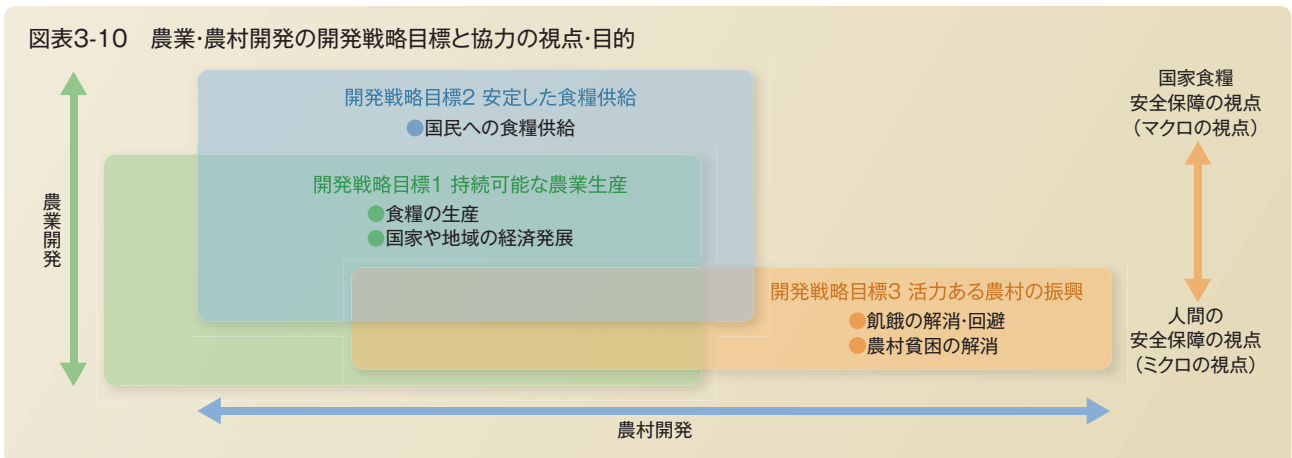 図表3-10　農業・農村開発の開発戦略目標と協力の視点・目的
開発戦略目標2 安定した食糧供給
●国民への食糧供給
開発戦略目標1 持続可能な農業生産
●食糧の生産
●国家や地域の経済発展
開発戦略目標3 活力ある農村の振興
●飢餓の解消・回避
●農村貧困の解消
農業開発
農村開発
国家食糧
安全保障の視点
（マクロの視点）
人間の
安全保障の視点
（ミクロの視点）